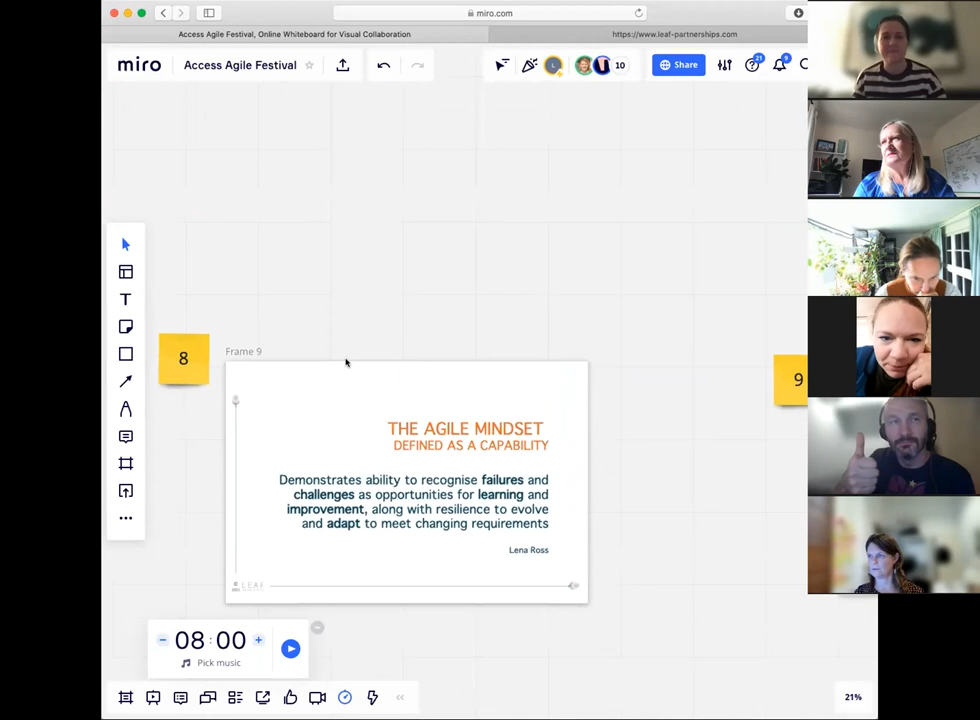 miro.com
Access Agile Festival, Online Whiteboard for Visual Collaboration
https://www.leaf-partnerships.com
miro
Access Agile Festival
L
10
Share
21
9
8
Frame 9
9
THE AGILE MINDSET
DEFINED AS A CAPABILITY
Demonstrates ability to recognise failures and
challenges as opportunities for learning and
improvement, along with resilience to evolve
and adapt to meet changing requirements
Lena Ross
LEAF
08:00
Pick music
21%